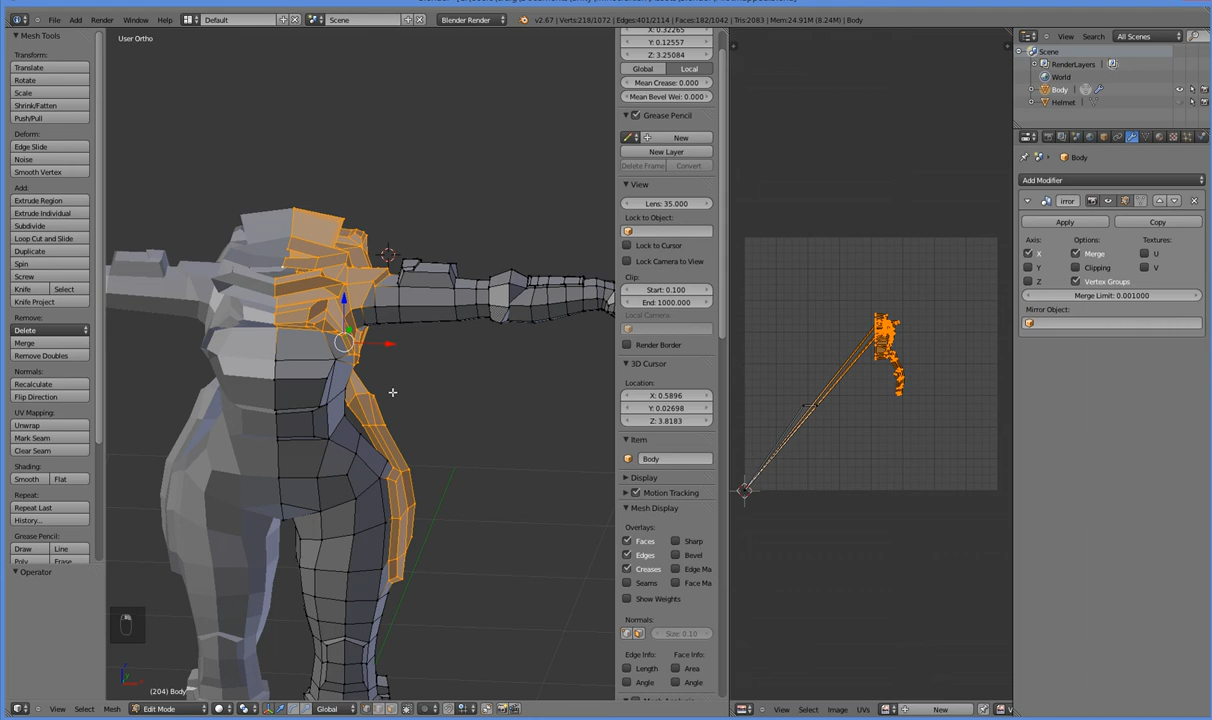 File Add Render Window Help Default Scene Blender Render v2.67 | Verts:218/1072 | Edges:401/2114 | Faces:182/1042 | Tris:2083 | Mem:24.91M (8.24M) | Body
Mesh Tools
Transform:
Translate
Rotate
Scale
Shrink/Fatten
Push/Pull
Deform:
Edge Slide
Noise
Smooth Vertex
Add:
Extrude Region
Extrude Individual
Subdivide
Loop Cut and Slide
Duplicate
Spin
Screw
Knife Select
Knife Project
Remove:
Delete
Merge
Remove Doubles
Normals:
Recalculate
Flip Direction
UV Mapping:
Unwrap
Mark Seam
Clear Seam
Shading:
Smooth Flat
Repeat:
Repeat Last
History...
Grease Pencil:
Draw Line
Poly Erase
Operator
User Ortho
(204) Body
View Select Mesh Edit Mode Global
X: 0.32265
Y: 0.12557
Z: 3.25084
Global Local
Mean Crease: 0.000
Mean Bevel Wei: 0.000
Grease Pencil
New
New Layer
Delete Frame Convert
View
Lens: 35.000
Lock to Object:
Lock to Cursor
Lock Camera to View
Clip:
Start: 0.100
End: 1000.000
Local Camera:
Render Border
3D Cursor
Location:
X: 0.5896
Y: 0.02698
Z: 3.8183
Item
Body
Display
Motion Tracking
Mesh Display
Overlays:
Faces Sharp
Edges Bevel
Creases Edge Ma
Seams Face Ma
Show Weights
Normals:
Size: 0.10
Edge Info: Face Info:
Length Area
Angle Angle
View Select Image UVs New
View Search All Scenes
Scene
RenderLayers
World
Body
Helmet
Body
Add Modifier
irror
Apply Copy
Axis: Options: Textures:
X Merge U
Y Clipping V
Z Vertex Groups
Merge Limit: 0.001000
Mirror Object: